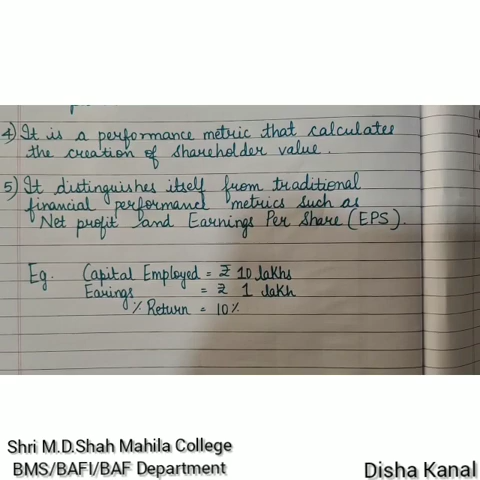 4) It is a performance metric that calculates
the creation of shareholder value.
5) It distinguishes itself from traditional
financial performance metrics such as
Net profit and Earnings Per Share (EPS).
Eg. Capital Employed = ₹ 10 lakhs
Earings = ₹ 1 lakh
% Return = 10%
Shri M.D.Shah Mahila College
BMS/BAFI/BAF Department
Disha Kanal